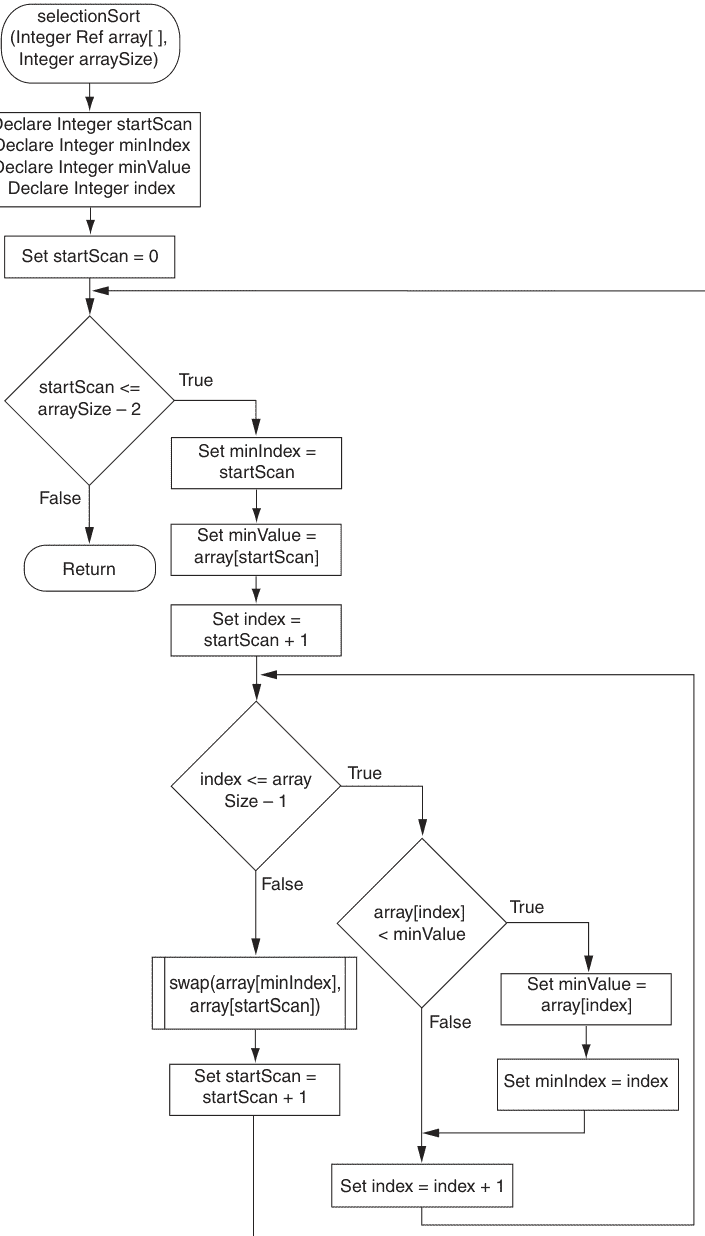 selectionSort
(Integer Ref array[ ],
Integer arraySize)
Declare Integer startScan
Declare Integer minIndex
Declare Integer minValue
Declare Integer index
Set startScan = 0
startScan <=
arraySize – 2
True
False
Return
Set minIndex =
startScan
Set minValue =
array[startScan]
Set index =
startScan + 1
index <= array
Size – 1
True
False
array[index]
< minValue
True
False
Set minValue =
array[index]
Set minIndex = index
swap(array[minIndex],
array[startScan])
Set startScan =
startScan + 1
Set index = index + 1